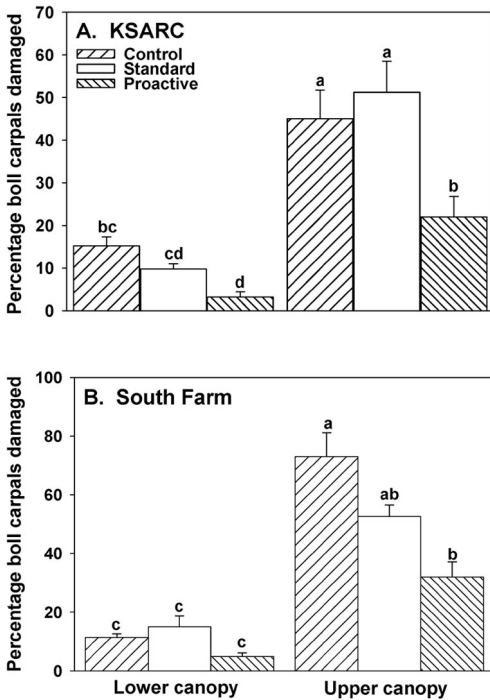 70
60
50
40
30
20
10
0
Percentage boll carpals damaged
A. KSARC
Control
Standard
Proactive
bc
cd
d
a
a
b
100
80
60
40
20
0
Percentage boll carpals damaged
B. South Farm
c
c
c
a
ab
b
Lower canopy
Upper canopy